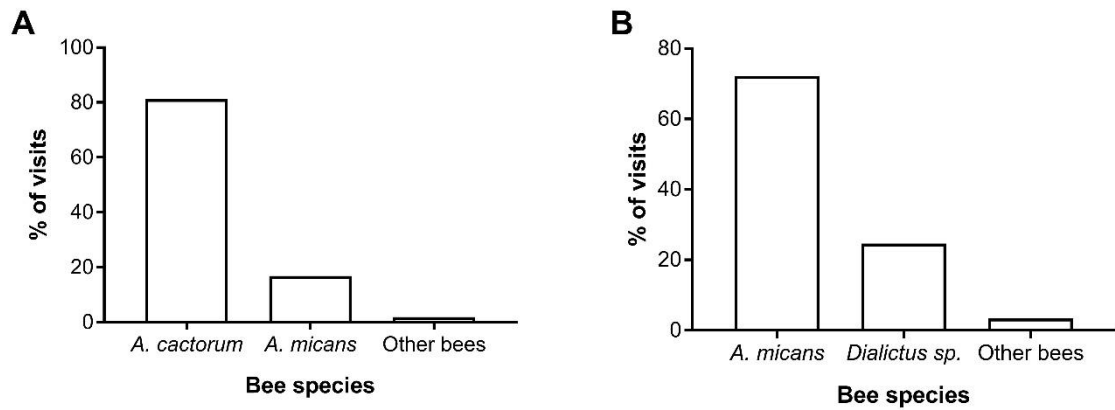 A
% of visits
100
80
60
40
20
0
A. cactorum A. micans Other bees
Bee species
B
% of visits
80
60
40
20
0
A. micans Dialictus sp. Other bees
Bee species